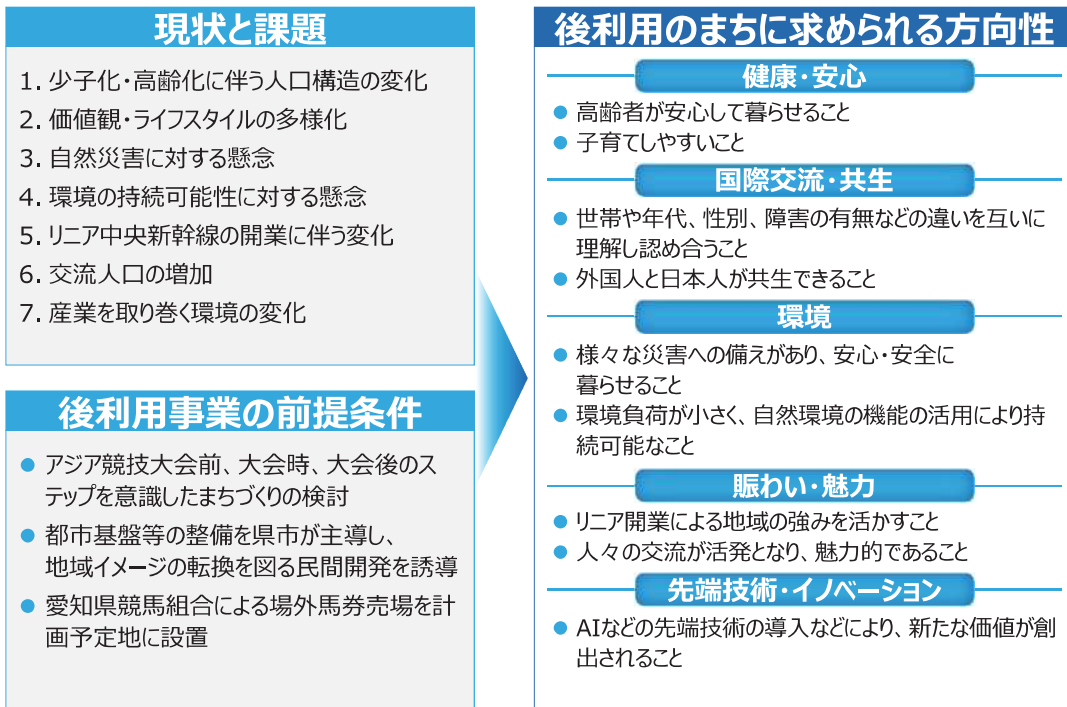 現状と課題
1. 少子化・高齢化に伴う人口構造の変化
2. 価値観・ライフスタイルの多様化
3. 自然災害に対する懸念
4. 環境の持続可能性に対する懸念
5. リニア中央新幹線の開業に伴う変化
6. 交流人口の増加
7. 産業を取り巻く環境の変化
後利用事業の前提条件
● アジア競技大会前、大会時、大会後のス
テップを意識したまちづくりの検討
● 都市基盤等の整備を県市が主導し、
地域イメージの転換を図る民間開発を誘導
● 愛知県競馬組合による場外馬券売場を計
画予定地に設置
後利用のまちに求められる方向性
健康・安心
● 高齢者が安心して暮らせること
● 子育てしやすいこと
国際交流・共生
● 世帯や年代、性別、障害の有無などの違いを互いに
理解し認め合うこと
● 外国人と日本人が共生できること
環境
● 様々な災害への備えがあり、安心・安全に
暮らせること
● 環境負荷が小さく、自然環境の機能の活用により持
続可能なこと
賑わい・魅力
● リニア開業による地域の強みを活かすこと
● 人々の交流が活発となり、魅力的であること
先端技術・イノベーション
● AIなどの先端技術の導入などにより、新たな価値が創
出されること